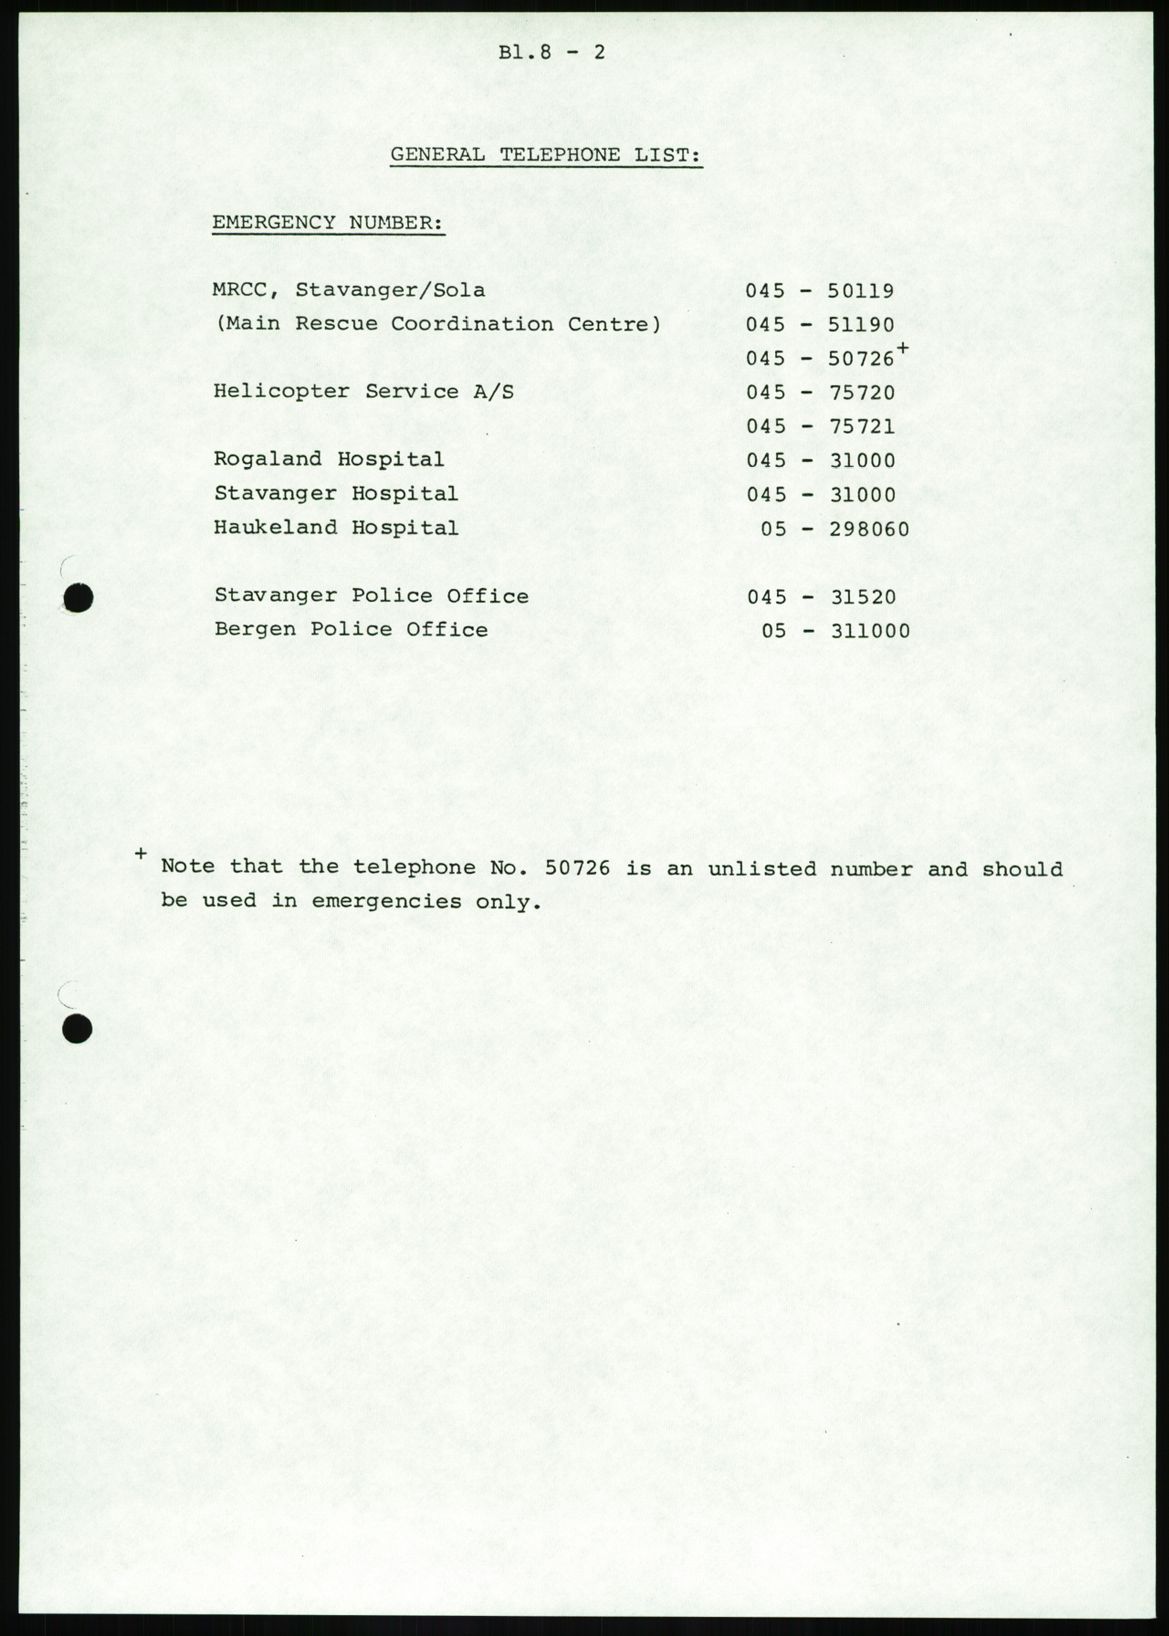 Bl.8 - 2
GENERAL TELEPHONE LIST:
EMERGENCY NUMBER:
MRCC, Stavanger/Sola 045 - 50119
(Main Rescue Coordination Centre) 045 - 51190
045 - 50726+
Helicopter Service A/S 045 - 75720
045 - 75721
Rogaland Hospital 045 - 31000
Stavanger Hospital 045 - 31000
Haukeland Hospital 05 - 298060
Stavanger Police Office 045 - 31520
Bergen Police Office 05 - 311000
+ Note that the telephone No. 50726 is an unlisted number and should
be used in emergencies only.